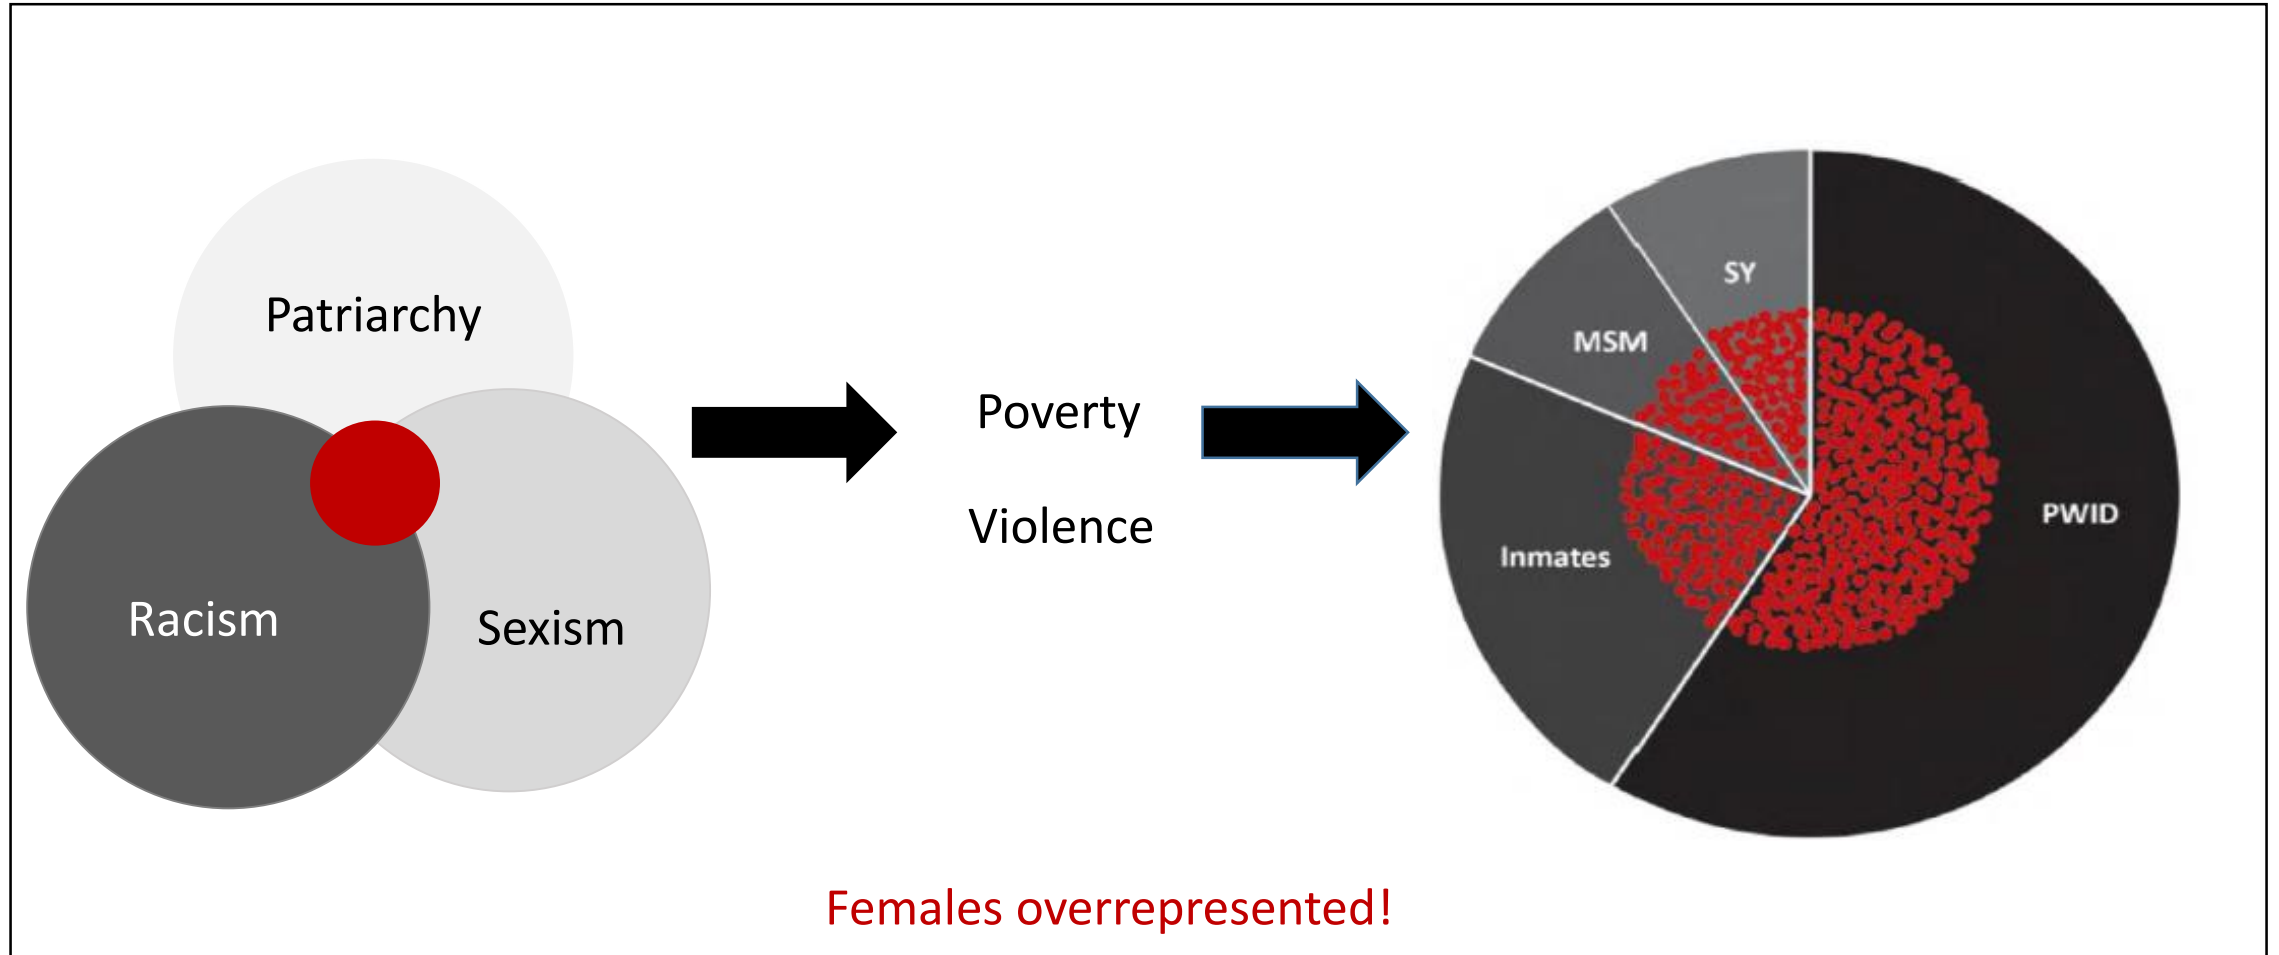 Patriarchy
Racism
Sexism
Poverty
Violence
SY
MSM
Inmates
PWID
Females overrepresented!